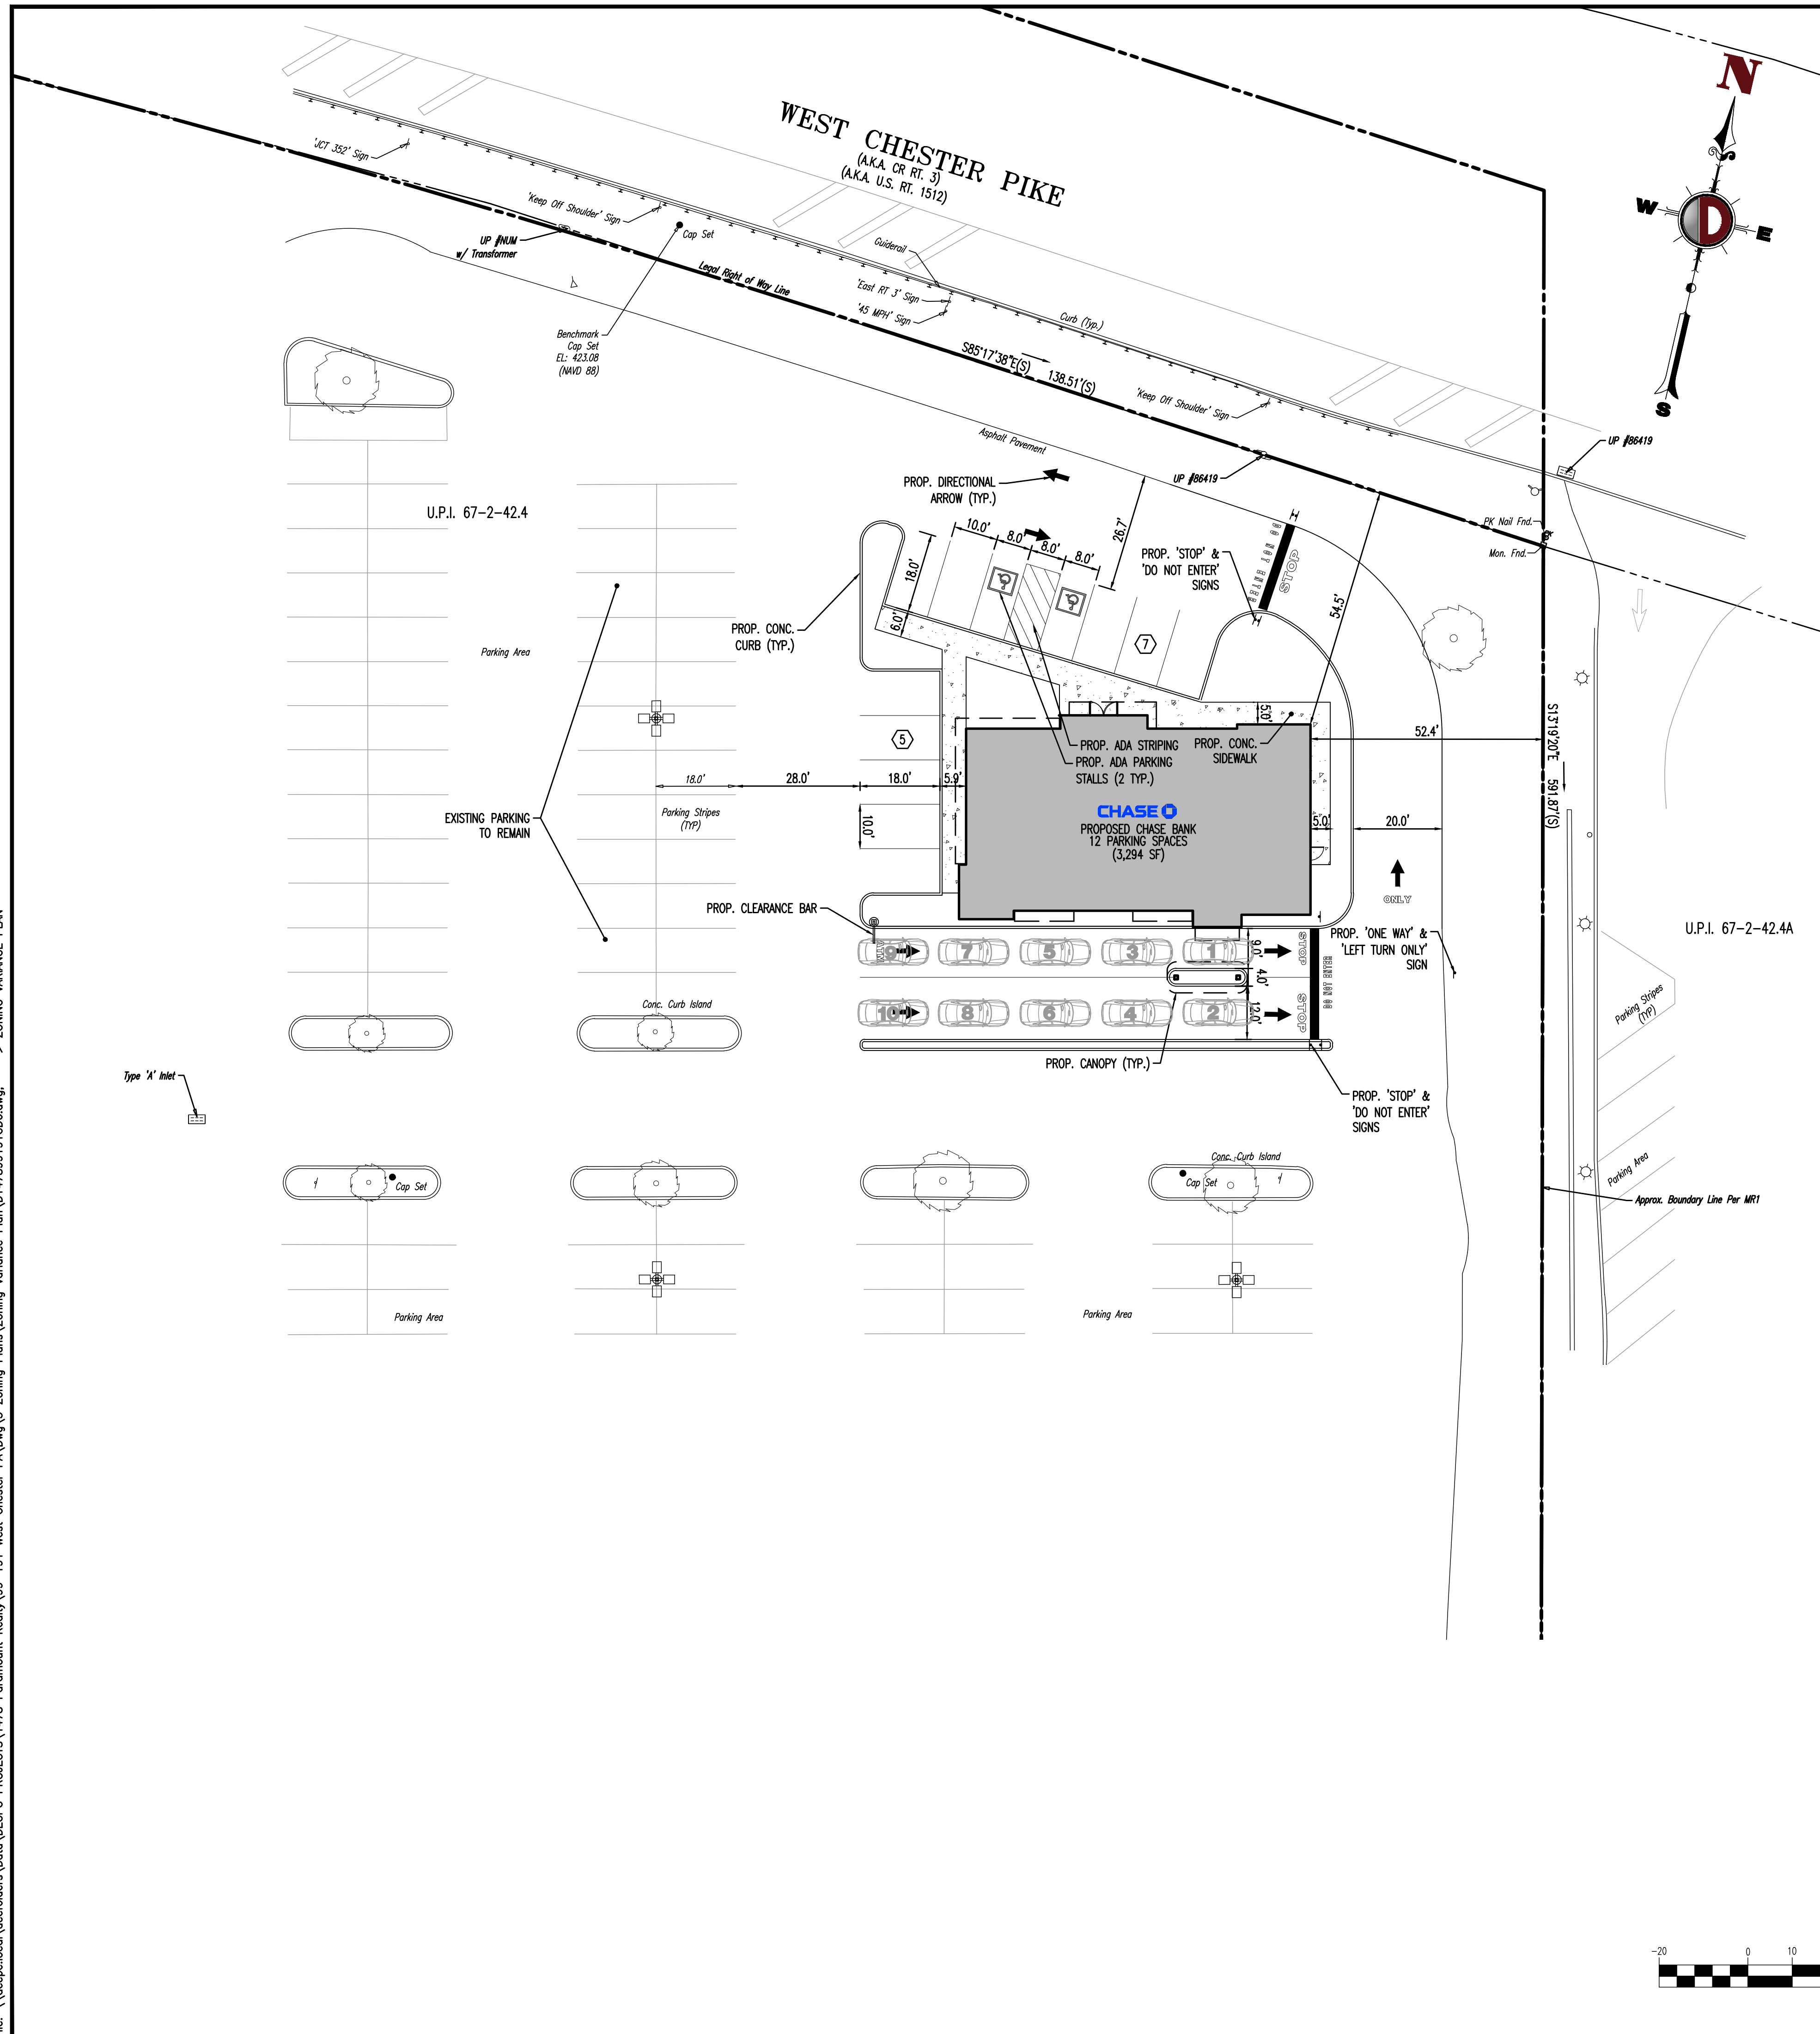 N
W
E
S
D
WEST CHESTER PIKE
(A.K.A. CR RT. 3)
(A.K.A. U.S. RT. 1512)
'JCT 352' Sign
'Keep Off Shoulder' Sign
Cap Set
UP #NUM
w/ Transformer
Legal Right of Way Line
Guiderail
'East RT 3' Sign
'45 MPH' Sign
Curb (Typ.)
Benchmark
Cap Set
EL: 423.08
(NAVD 88)
S85°17'38"E(S)
138.51'(S)
'Keep Off Shoulder' Sign
Asphalt Pavement
UP #86419
UP #86419
PK Nail Fnd.
Mon. Fnd.
U.P.I. 67-2-42.4
PROP. DIRECTIONAL
ARROW (TYP.)
10.0'
8.0'
8.0'
8.0'
26.7'
18.0'
6.0'
PROP. 'STOP' &
'DO NOT ENTER'
SIGNS
DO NOT ENTER
STOP
54.5'
PROP. CONC.
CURB (TYP.)
Parking Area
7
5
5.0'
52.4'
S13°19'20"E 591.87'(S)
PROP. ADA STRIPING
PROP. ADA PARKING
STALLS (2 TYP.)
PROP. CONC.
SIDEWALK
18.0'
28.0'
18.0'
5.9'
Parking Stripes
(TYP)
10.0'
EXISTING PARKING
TO REMAIN
CHASE
PROPOSED CHASE BANK
12 PARKING SPACES
(3,294 SF)
5.0'
20.0'
ONLY
PROP. CLEARANCE BAR
PROP. 'ONE WAY' &
'LEFT TURN ONLY'
SIGN
U.P.I. 67-2-42.4A
9
7
5
3
1
9.0'
STOP
4.0'
DO NOT ENTER
10
8
6
4
2
12.0'
STOP
Conc. Curb Island
PROP. CANOPY (TYP.)
Parking Stripes
(TYP)
Type 'A' Inlet
PROP. 'STOP' &
'DO NOT ENTER'
SIGNS
Cap Set
Conc. Curb Island
Cap Set
Parking Area
Approx. Boundary Line Per MR1
Parking Area
Parking Area
-20
0
10